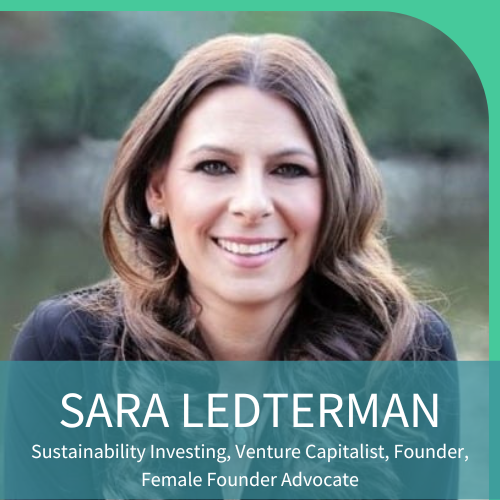 SARA LEDTERMAN
Sustainability Investing, Venture Capitalist, Founder,
Female Founder Advocate